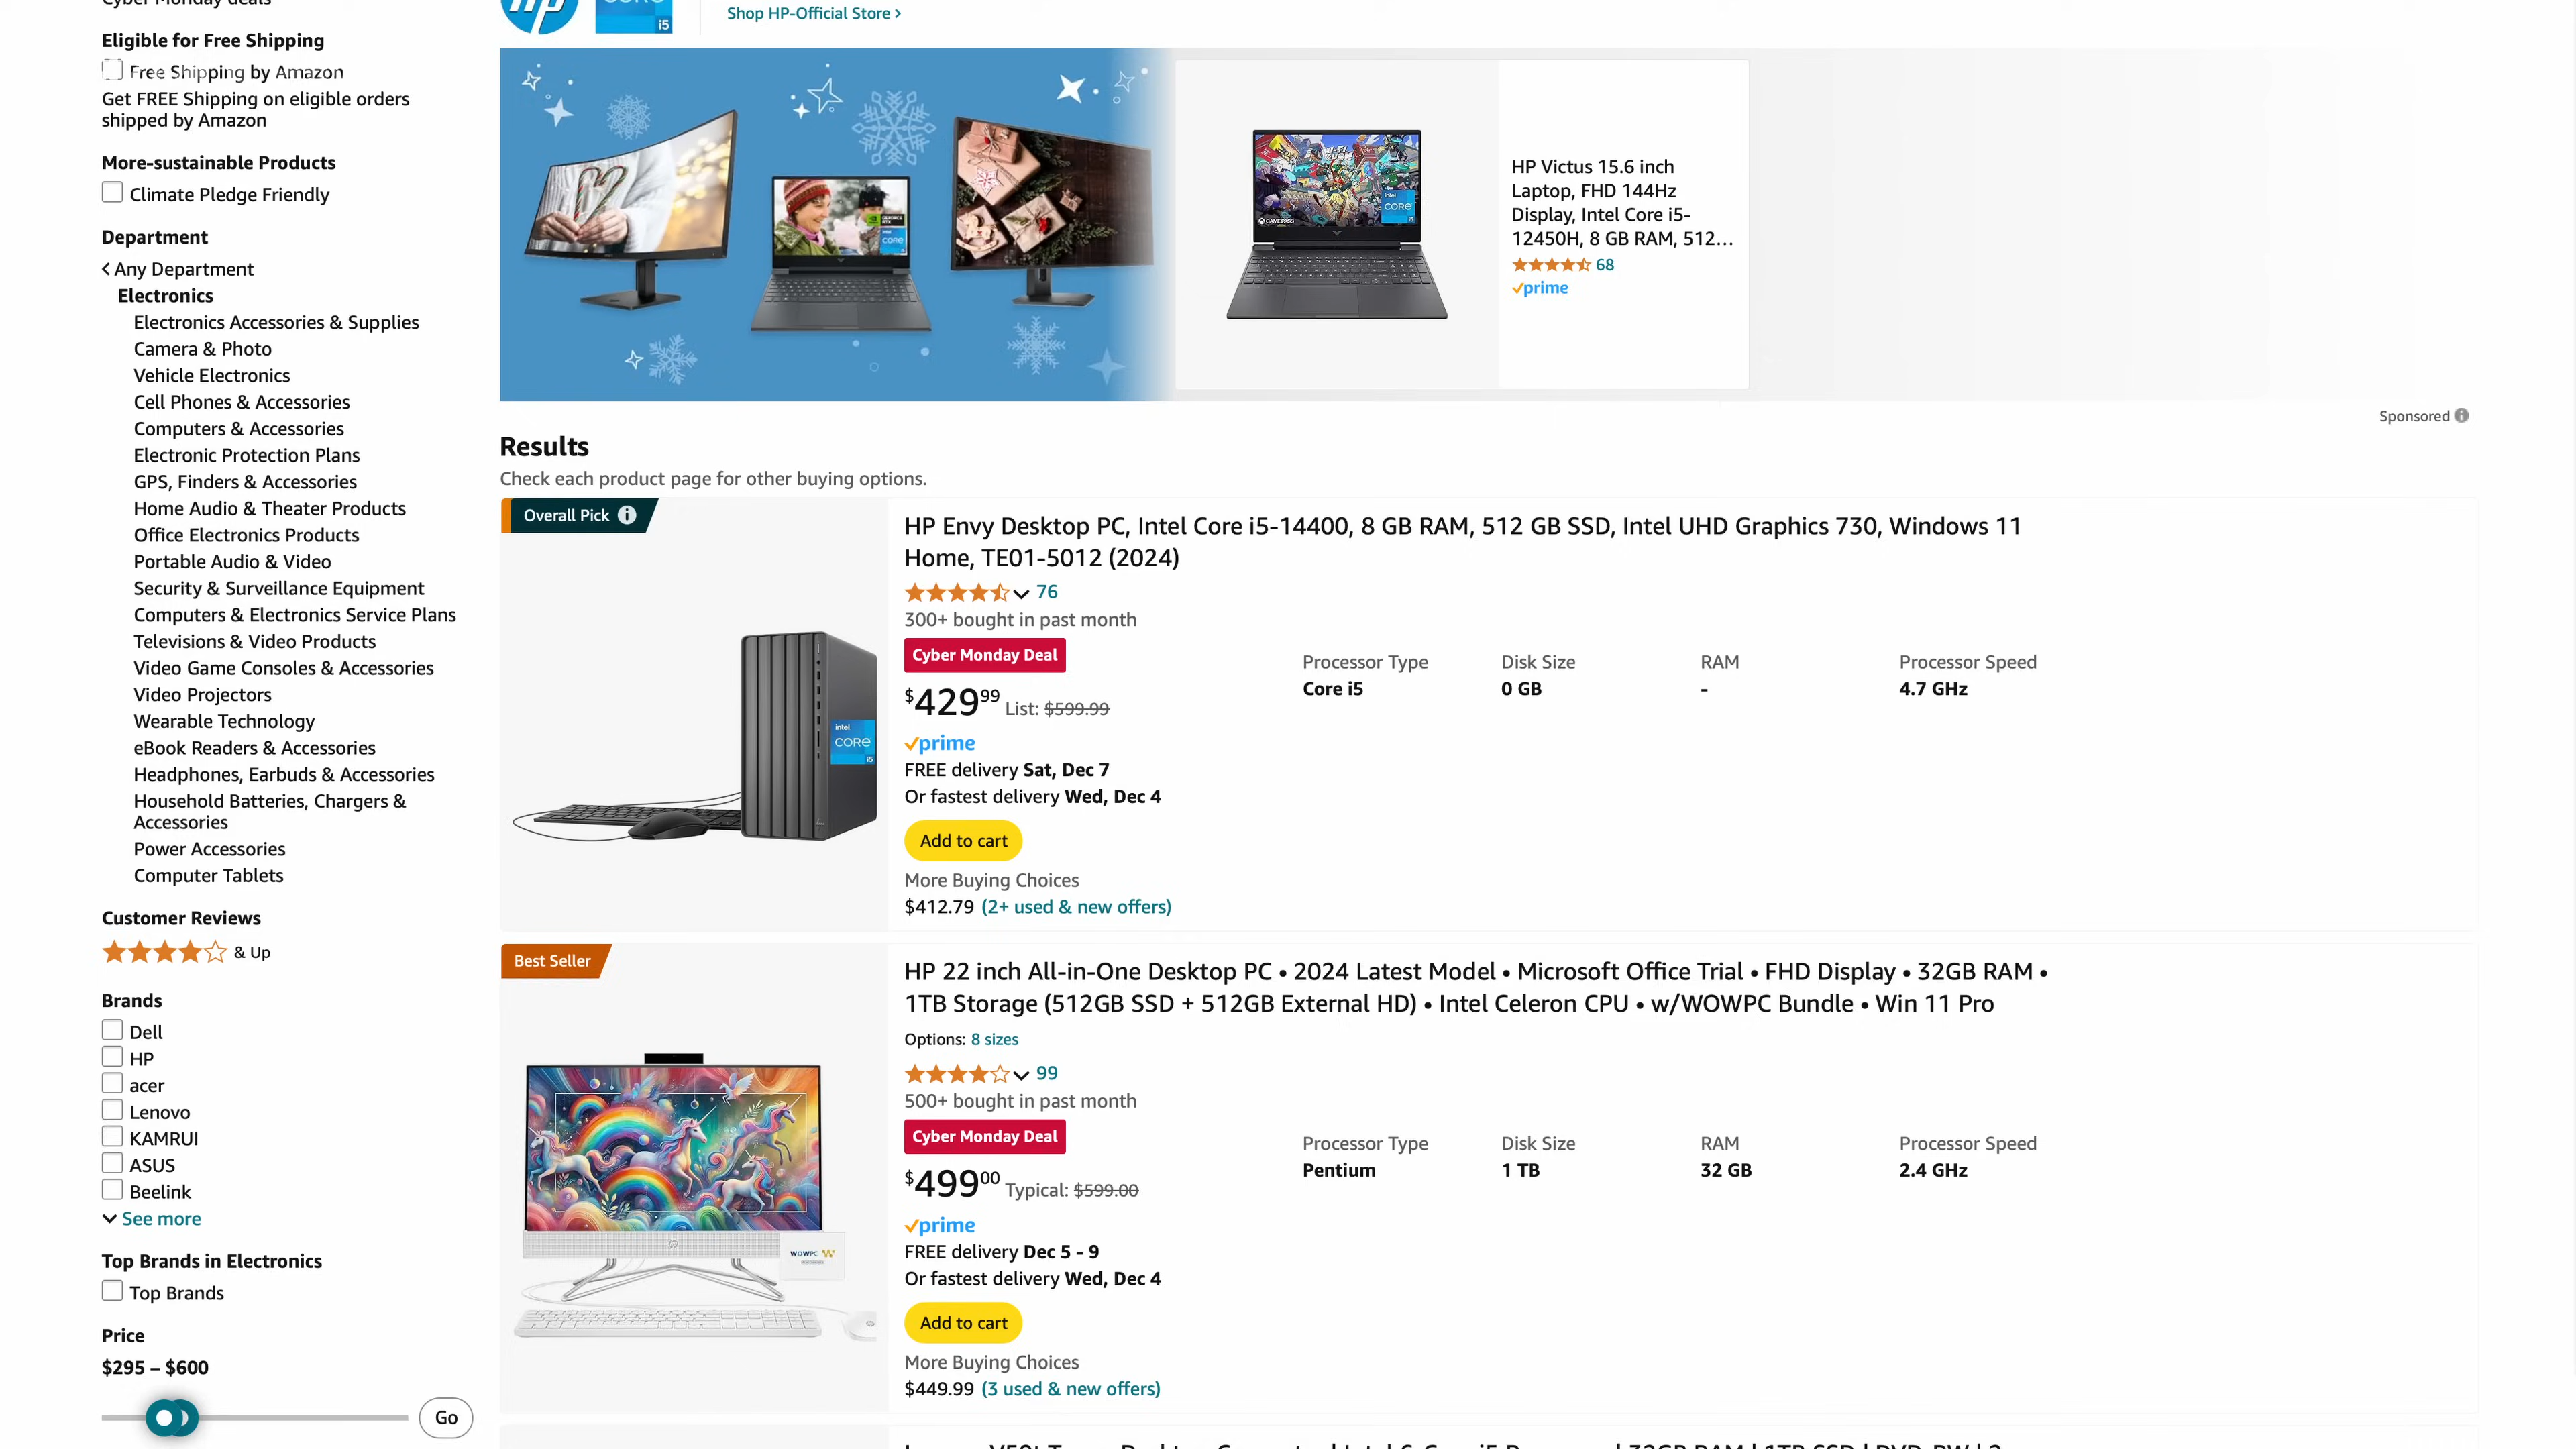 Cyber Monday deals
Eligible for Free Shipping
Free Shipping by Amazon
Get FREE Shipping on eligible orders
shipped by Amazon
More-sustainable Products
Climate Pledge Friendly
Department
Any Department
Electronics
Electronics Accessories & Supplies
Camera & Photo
Vehicle Electronics
Cell Phones & Accessories
Computers & Accessories
Electronic Protection Plans
GPS, Finders & Accessories
Home Audio & Theater Products
Office Electronics Products
Portable Audio & Video
Security & Surveillance Equipment
Computers & Electronics Service Plans
Televisions & Video Products
Video Game Consoles & Accessories
Video Projectors
Wearable Technology
eBook Readers & Accessories
Headphones, Earbuds & Accessories
Household Batteries, Chargers &
Accessories
Power Accessories
Computer Tablets
Customer Reviews
& Up
Brands
Dell
HP
acer
Lenovo
KAMRUI
ASUS
Beelink
See more
Top Brands in Electronics
Top Brands
Price
$295 – $600
Go
hp
CORE
i5
Shop HP-Official Store ›
CORE
HP Victus 15.6 inch
Laptop, FHD 144Hz
Display, Intel Core i5-
12450H, 8 GB RAM, 512…
68
prime
Sponsored
Results
Check each product page for other buying options.
Overall Pick
intel
CORE
i5
HP Envy Desktop PC, Intel Core i5-14400, 8 GB RAM, 512 GB SSD, Intel UHD Graphics 730, Windows 11
Home, TE01-5012 (2024)
76
300+ bought in past month
Cyber Monday Deal
$429 99 List: $599.99
prime
FREE delivery Sat, Dec 7
Or fastest delivery Wed, Dec 4
Add to cart
More Buying Choices
$412.79 (2+ used & new offers)
Processor Type Disk Size RAM Processor Speed
Core i5 0 GB - 4.7 GHz
Best Seller
WOWPC
HP 22 inch All-in-One Desktop PC • 2024 Latest Model • Microsoft Office Trial • FHD Display • 32GB RAM •
1TB Storage (512GB SSD + 512GB External HD) • Intel Celeron CPU • w/WOWPC Bundle • Win 11 Pro
Options: 8 sizes
99
500+ bought in past month
Cyber Monday Deal
$499 00 Typical: $599.00
prime
FREE delivery Dec 5 - 9
Or fastest delivery Wed, Dec 4
Add to cart
More Buying Choices
$449.99 (3 used & new offers)
Processor Type Disk Size RAM Processor Speed
Pentium 1 TB 32 GB 2.4 GHz